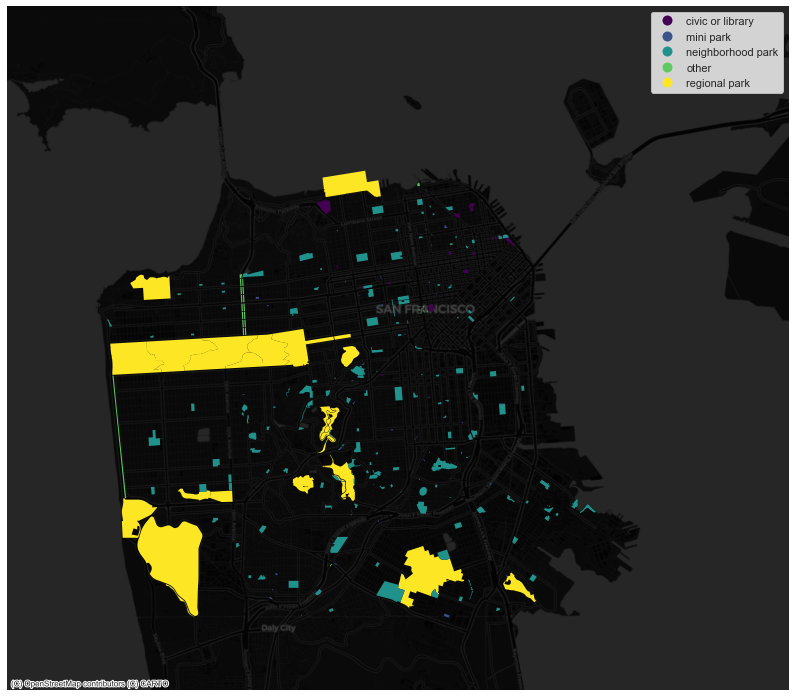 civic or library
mini park
neighborhood park
other
regional park
SAN FRANCISCO
Daly City
(C) OpenStreetMap contributors (C) CARTO